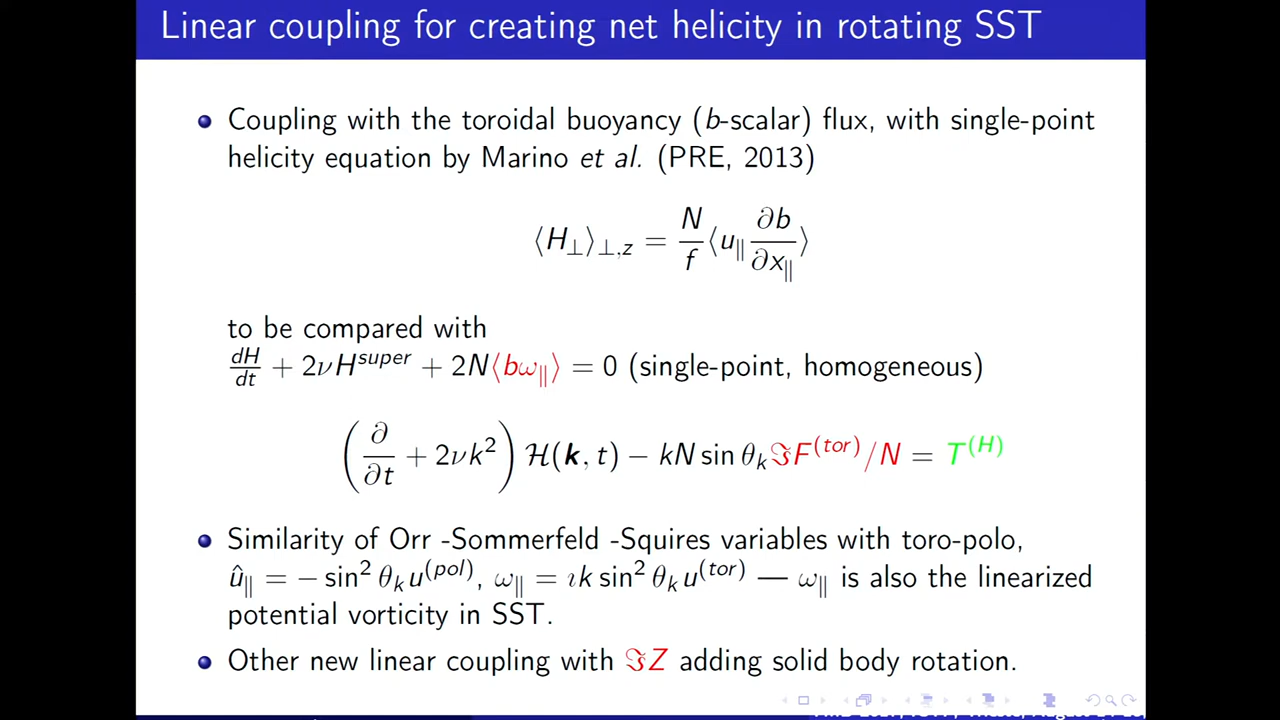 Linear coupling for creating net helicity in rotating SST
Coupling with the toroidal buoyancy (b-scalar) flux, with single-point
helicity equation by Marino et al. (PRE, 2013)
⟨H⊥⟩⊥,z = N/f ⟨u∥ ∂b/∂x∥⟩
to be compared with
dH/dt + 2νH^super + 2N⟨bω∥⟩ = 0 (single-point, homogeneous)
(∂/∂t + 2νk²) ℋ(k, t) − kN sin θₖ ℑF^(tor)/N = T^(H)
Similarity of Orr -Sommerfeld -Squires variables with toro-polo,
û∥ = − sin² θₖ u^(pol), ω∥ = ık sin² θₖ u^(tor) — ω∥ is also the linearized
potential vorticity in SST.
Other new linear coupling with ℑZ adding solid body rotation.